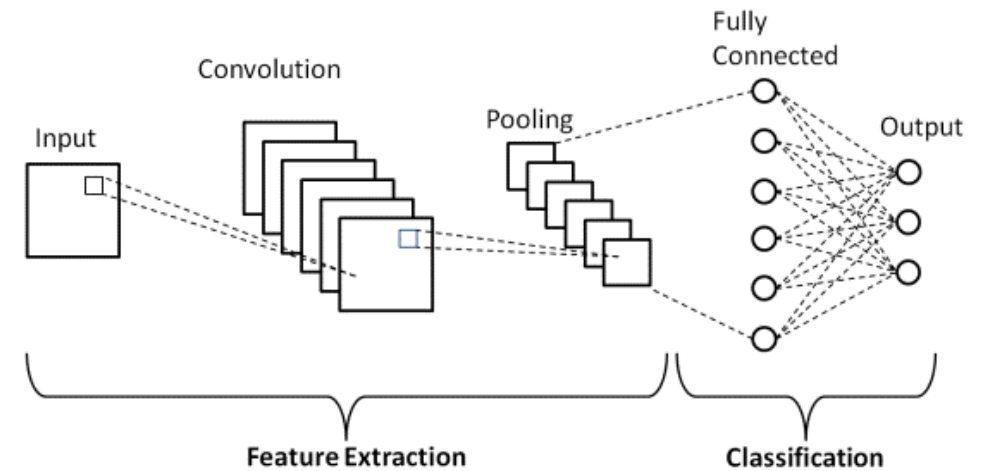 Fully
Connected
Convolution
Pooling
Output
Input
Feature Extraction
Classification